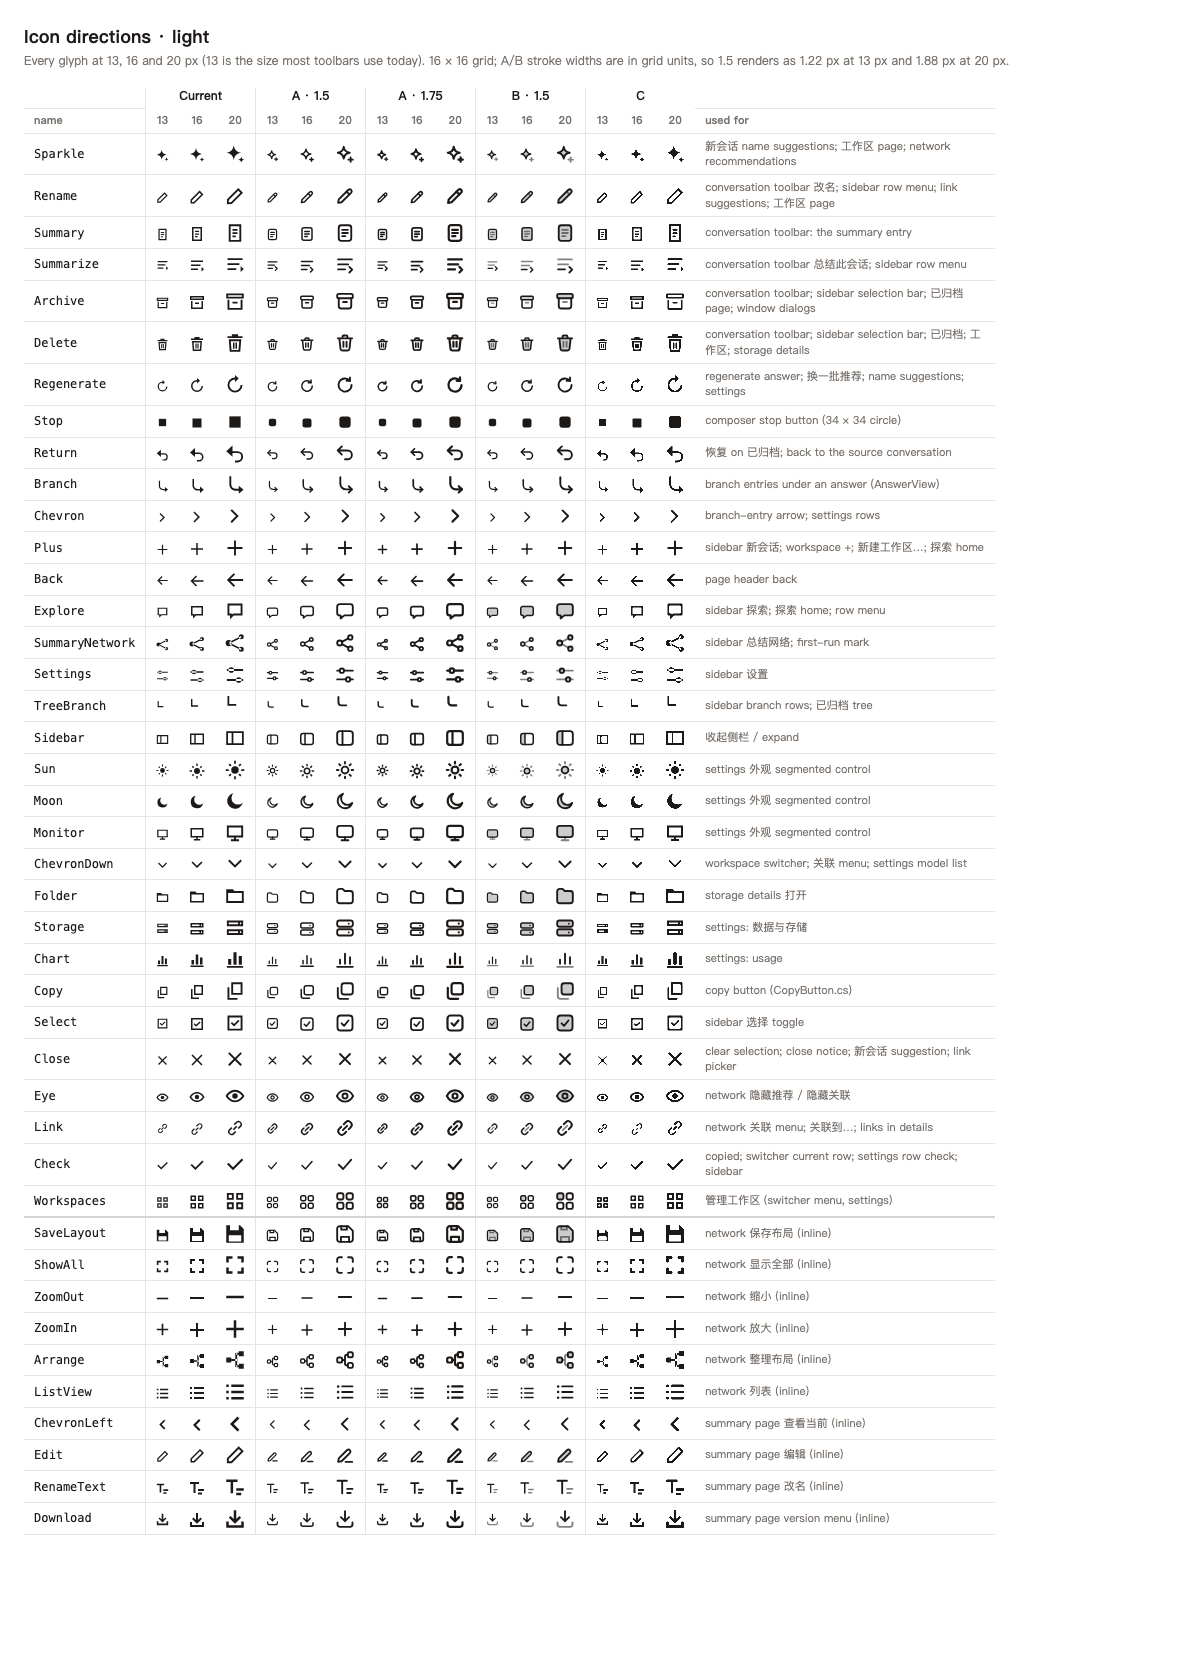 Icon directions · light
Every glyph at 13, 16 and 20 px (13 is the size most toolbars use today). 16 × 16 grid; A/B stroke widths are in grid units, so 1.5 renders as 1.22 px at 13 px and 1.88 px at 20 px.
Current A · 1.5 A · 1.75 B · 1.5 C
name 13 16 20 13 16 20 13 16 20 13 16 20 13 16 20 used for
Sparkle 新会话 name suggestions; 工作区 page; network
recommendations
Rename conversation toolbar 改名; sidebar row menu; link
suggestions; 工作区 page
Summary conversation toolbar: the summary entry
Summarize conversation toolbar 总结此会话; sidebar row menu
Archive conversation toolbar; sidebar selection bar; 已归档
page; window dialogs
Delete conversation toolbar; sidebar selection bar; 已归档; 工
作区; storage details
Regenerate regenerate answer; 换一批推荐; name suggestions;
settings
Stop composer stop button (34 × 34 circle)
Return 恢复 on 已归档; back to the source conversation
Branch branch entries under an answer (AnswerView)
Chevron branch-entry arrow; settings rows
Plus sidebar 新会话; workspace +; 新建工作区…; 探索 home
Back page header back
Explore sidebar 探索; 探索 home; row menu
SummaryNetwork sidebar 总结网络; first-run mark
Settings sidebar 设置
TreeBranch sidebar branch rows; 已归档 tree
Sidebar 收起侧栏 / expand
Sun settings 外观 segmented control
Moon settings 外观 segmented control
Monitor settings 外观 segmented control
ChevronDown workspace switcher; 关联 menu; settings model list
Folder storage details 打开
Storage settings: 数据与存储
Chart settings: usage
Copy copy button (CopyButton.cs)
Select sidebar 选择 toggle
Close clear selection; close notice; 新会话 suggestion; link
picker
Eye network 隐藏推荐 / 隐藏关联
Link network 关联 menu; 关联到…; links in details
Check copied; switcher current row; settings row check;
sidebar
Workspaces 管理工作区 (switcher menu, settings)
SaveLayout network 保存布局 (inline)
ShowAll network 显示全部 (inline)
ZoomOut network 缩小 (inline)
ZoomIn network 放大 (inline)
Arrange network 整理布局 (inline)
ListView network 列表 (inline)
ChevronLeft summary page 查看当前 (inline)
Edit summary page 编辑 (inline)
RenameText summary page 改名 (inline)
Download summary page version menu (inline)